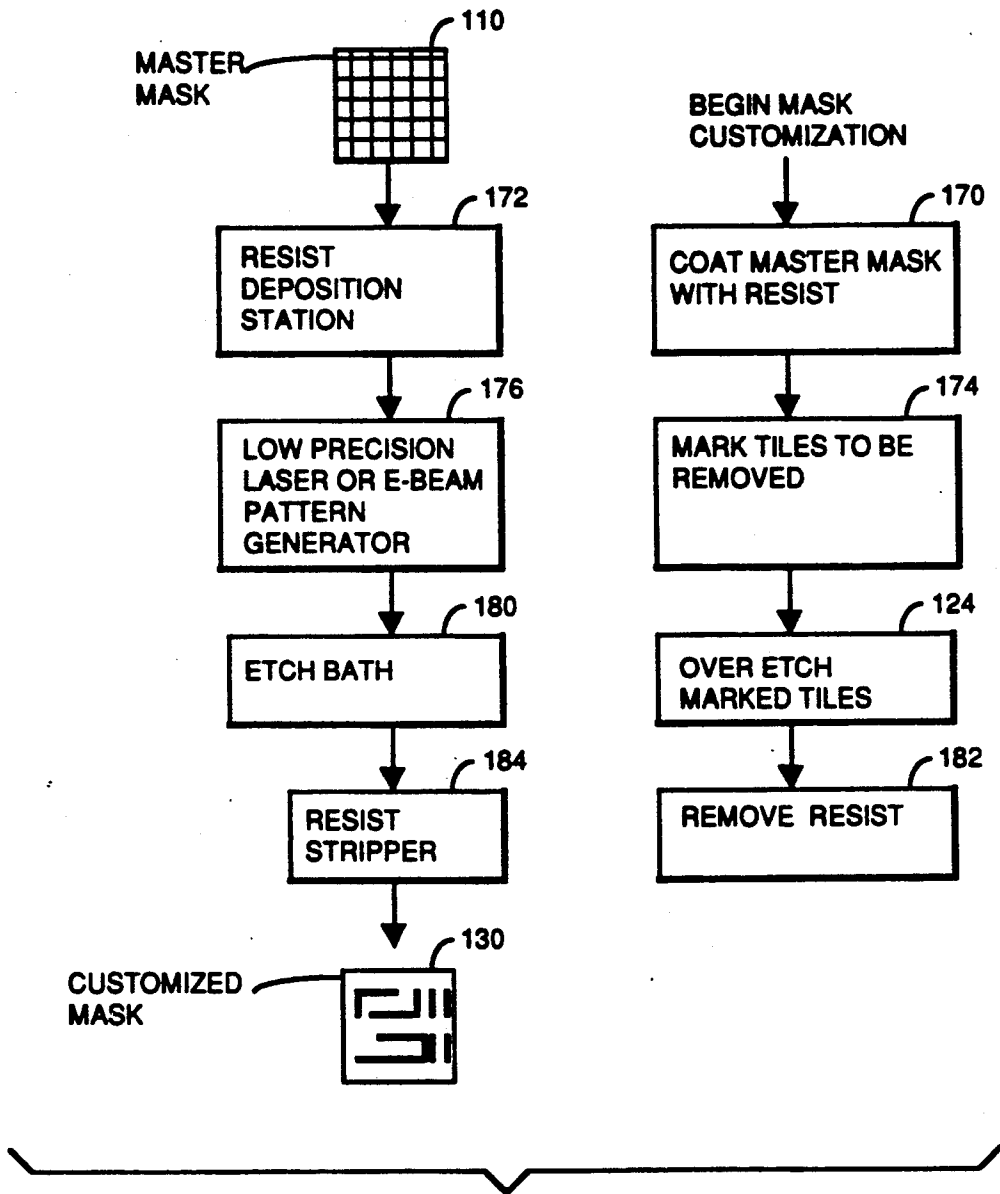 110
MASTER
MASK
172
RESIST
DEPOSITION
STATION
176
LOW PRECISION
LASER OR E-BEAM
PATTERN
GENERATOR
180
ETCH BATH
184
RESIST
STRIPPER
130
CUSTOMIZED
MASK
BEGIN MASK
CUSTOMIZATION
170
COAT MASTER MASK
WITH RESIST
174
MARK TILES TO BE
REMOVED
124
OVER ETCH
MARKED TILES
182
REMOVE RESIST